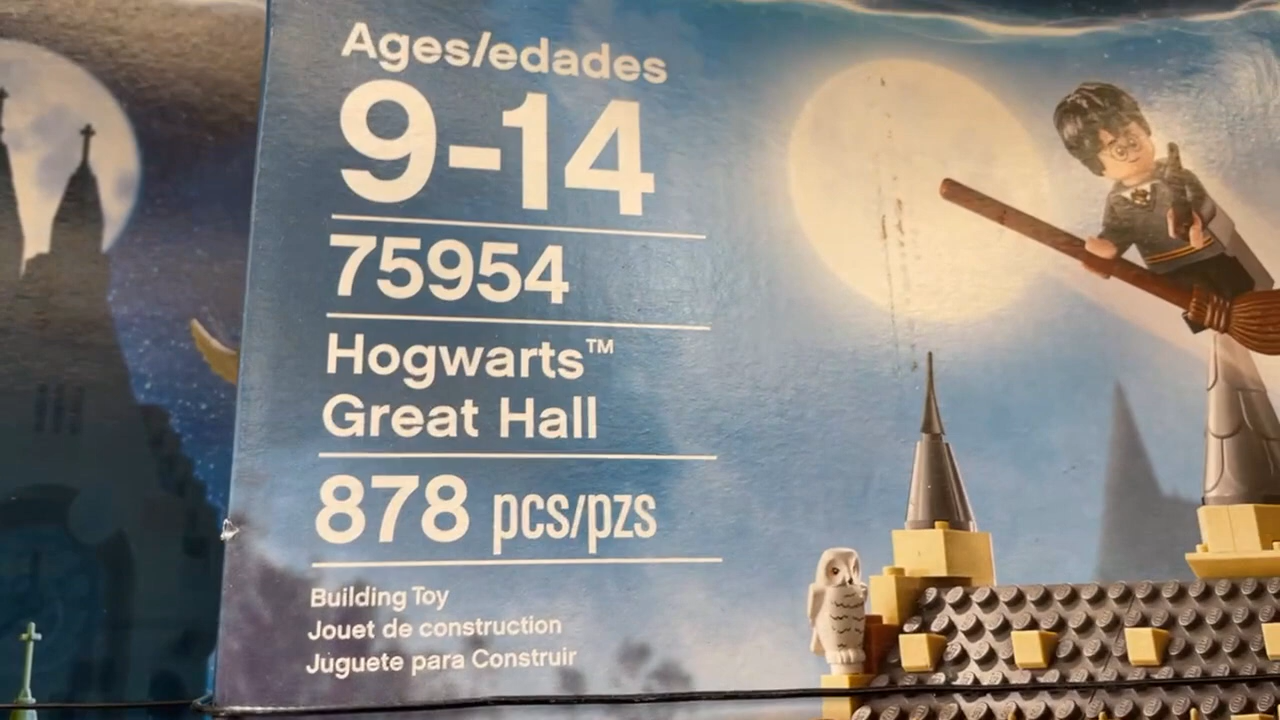 Ages/edades
9-14
75954
Hogwarts™
Great Hall
878 pcs/pzs
Building Toy
Jouet de construction
Juguete para Construir